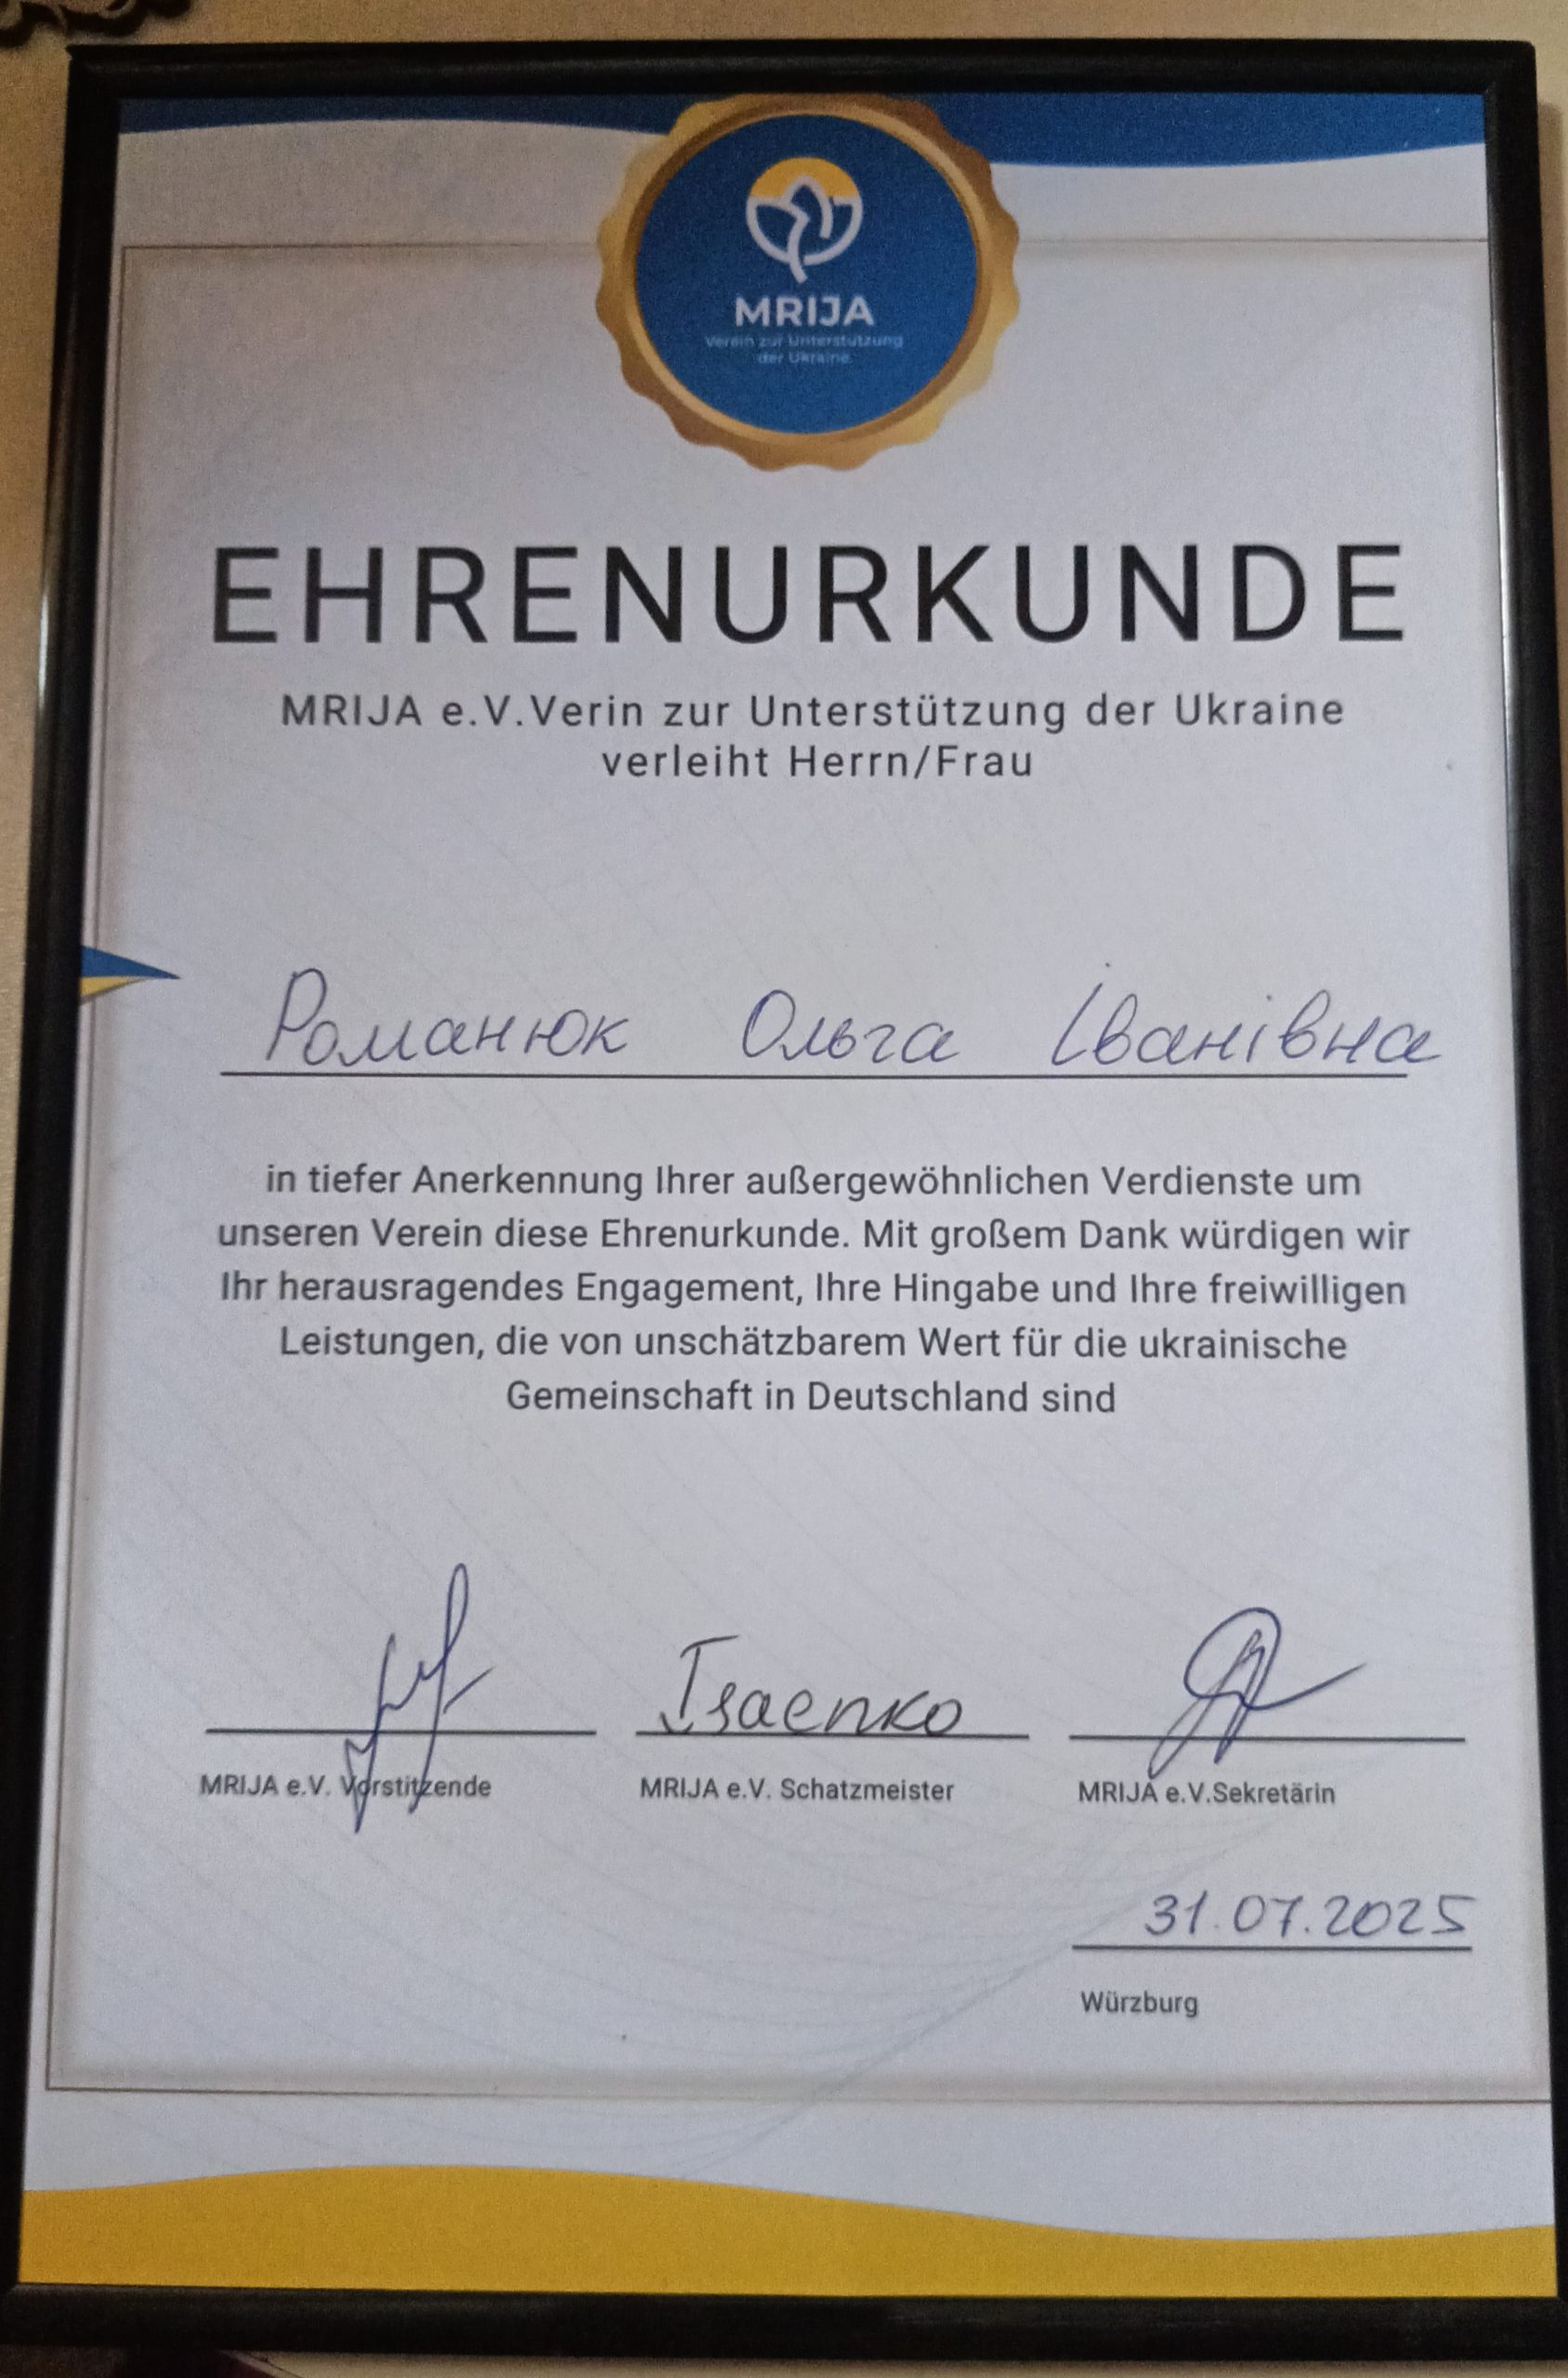 MRIJA
Verein zur Unterstützung
der Ukraine
EHRENURKUNDE
MRIJA e.V.Verin zur Unterstützung der Ukraine
verleiht Herrn/Frau
Романюк Ольга Іванівна
in tiefer Anerkennung Ihrer außergewöhnlichen Verdienste um
unseren Verein diese Ehrenurkunde. Mit großem Dank würdigen wir
Ihr herausragendes Engagement, Ihre Hingabe und Ihre freiwilligen
Leistungen, die von unschätzbarem Wert für die ukrainische
Gemeinschaft in Deutschland sind
Isaenko
MRIJA e.V. Vorstitzende MRIJA e.V. Schatzmeister MRIJA e.V.Sekretärin
31.07.2025
Würzburg